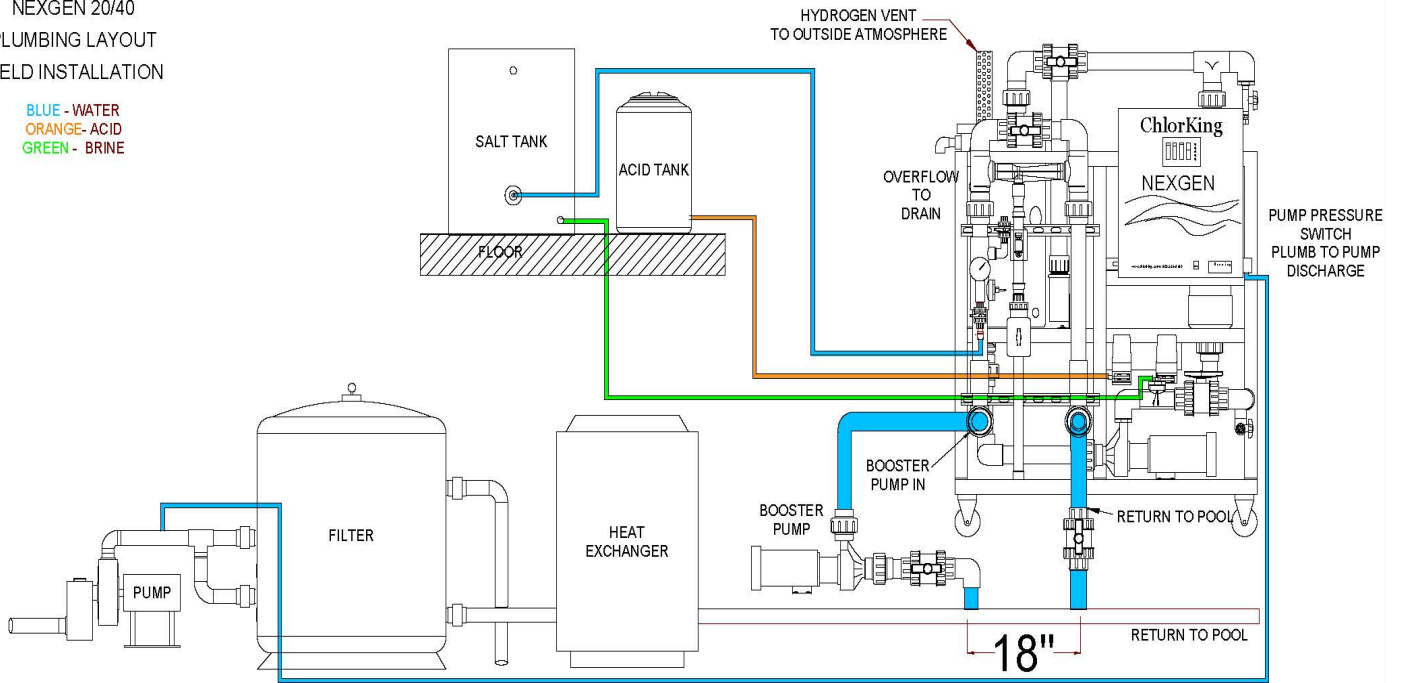 NEXGEN 20/40
PLUMBING LAYOUT
ELD INSTALLATION
BLUE - WATER
ORANGE- ACID
GREEN - BRINE
HYDROGEN VENT
TO OUTSIDE ATMOSPHERE
SALT TANK
ACID TANK
FLOOR
OVERFLOW
TO
DRAIN
ChlorKing
NEXGEN
PUMP PRESSURE
SWITCH
PLUMB TO PUMP
DISCHARGE
BOOSTER
PUMP IN
BOOSTER
PUMP
RETURN TO POOL
FILTER
HEAT
EXCHANGER
PUMP
RETURN TO POOL
18"